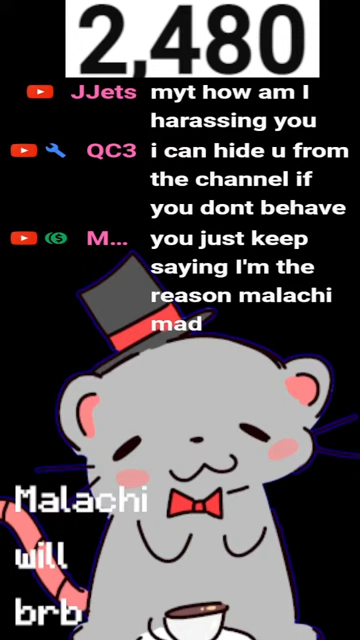 2,480
JJets myt how am I
harassing you
QC3 i can hide u from
the channel if
you dont behave
M... you just keep
saying I'm the
reason malachi
mad
Malachi
will
brb